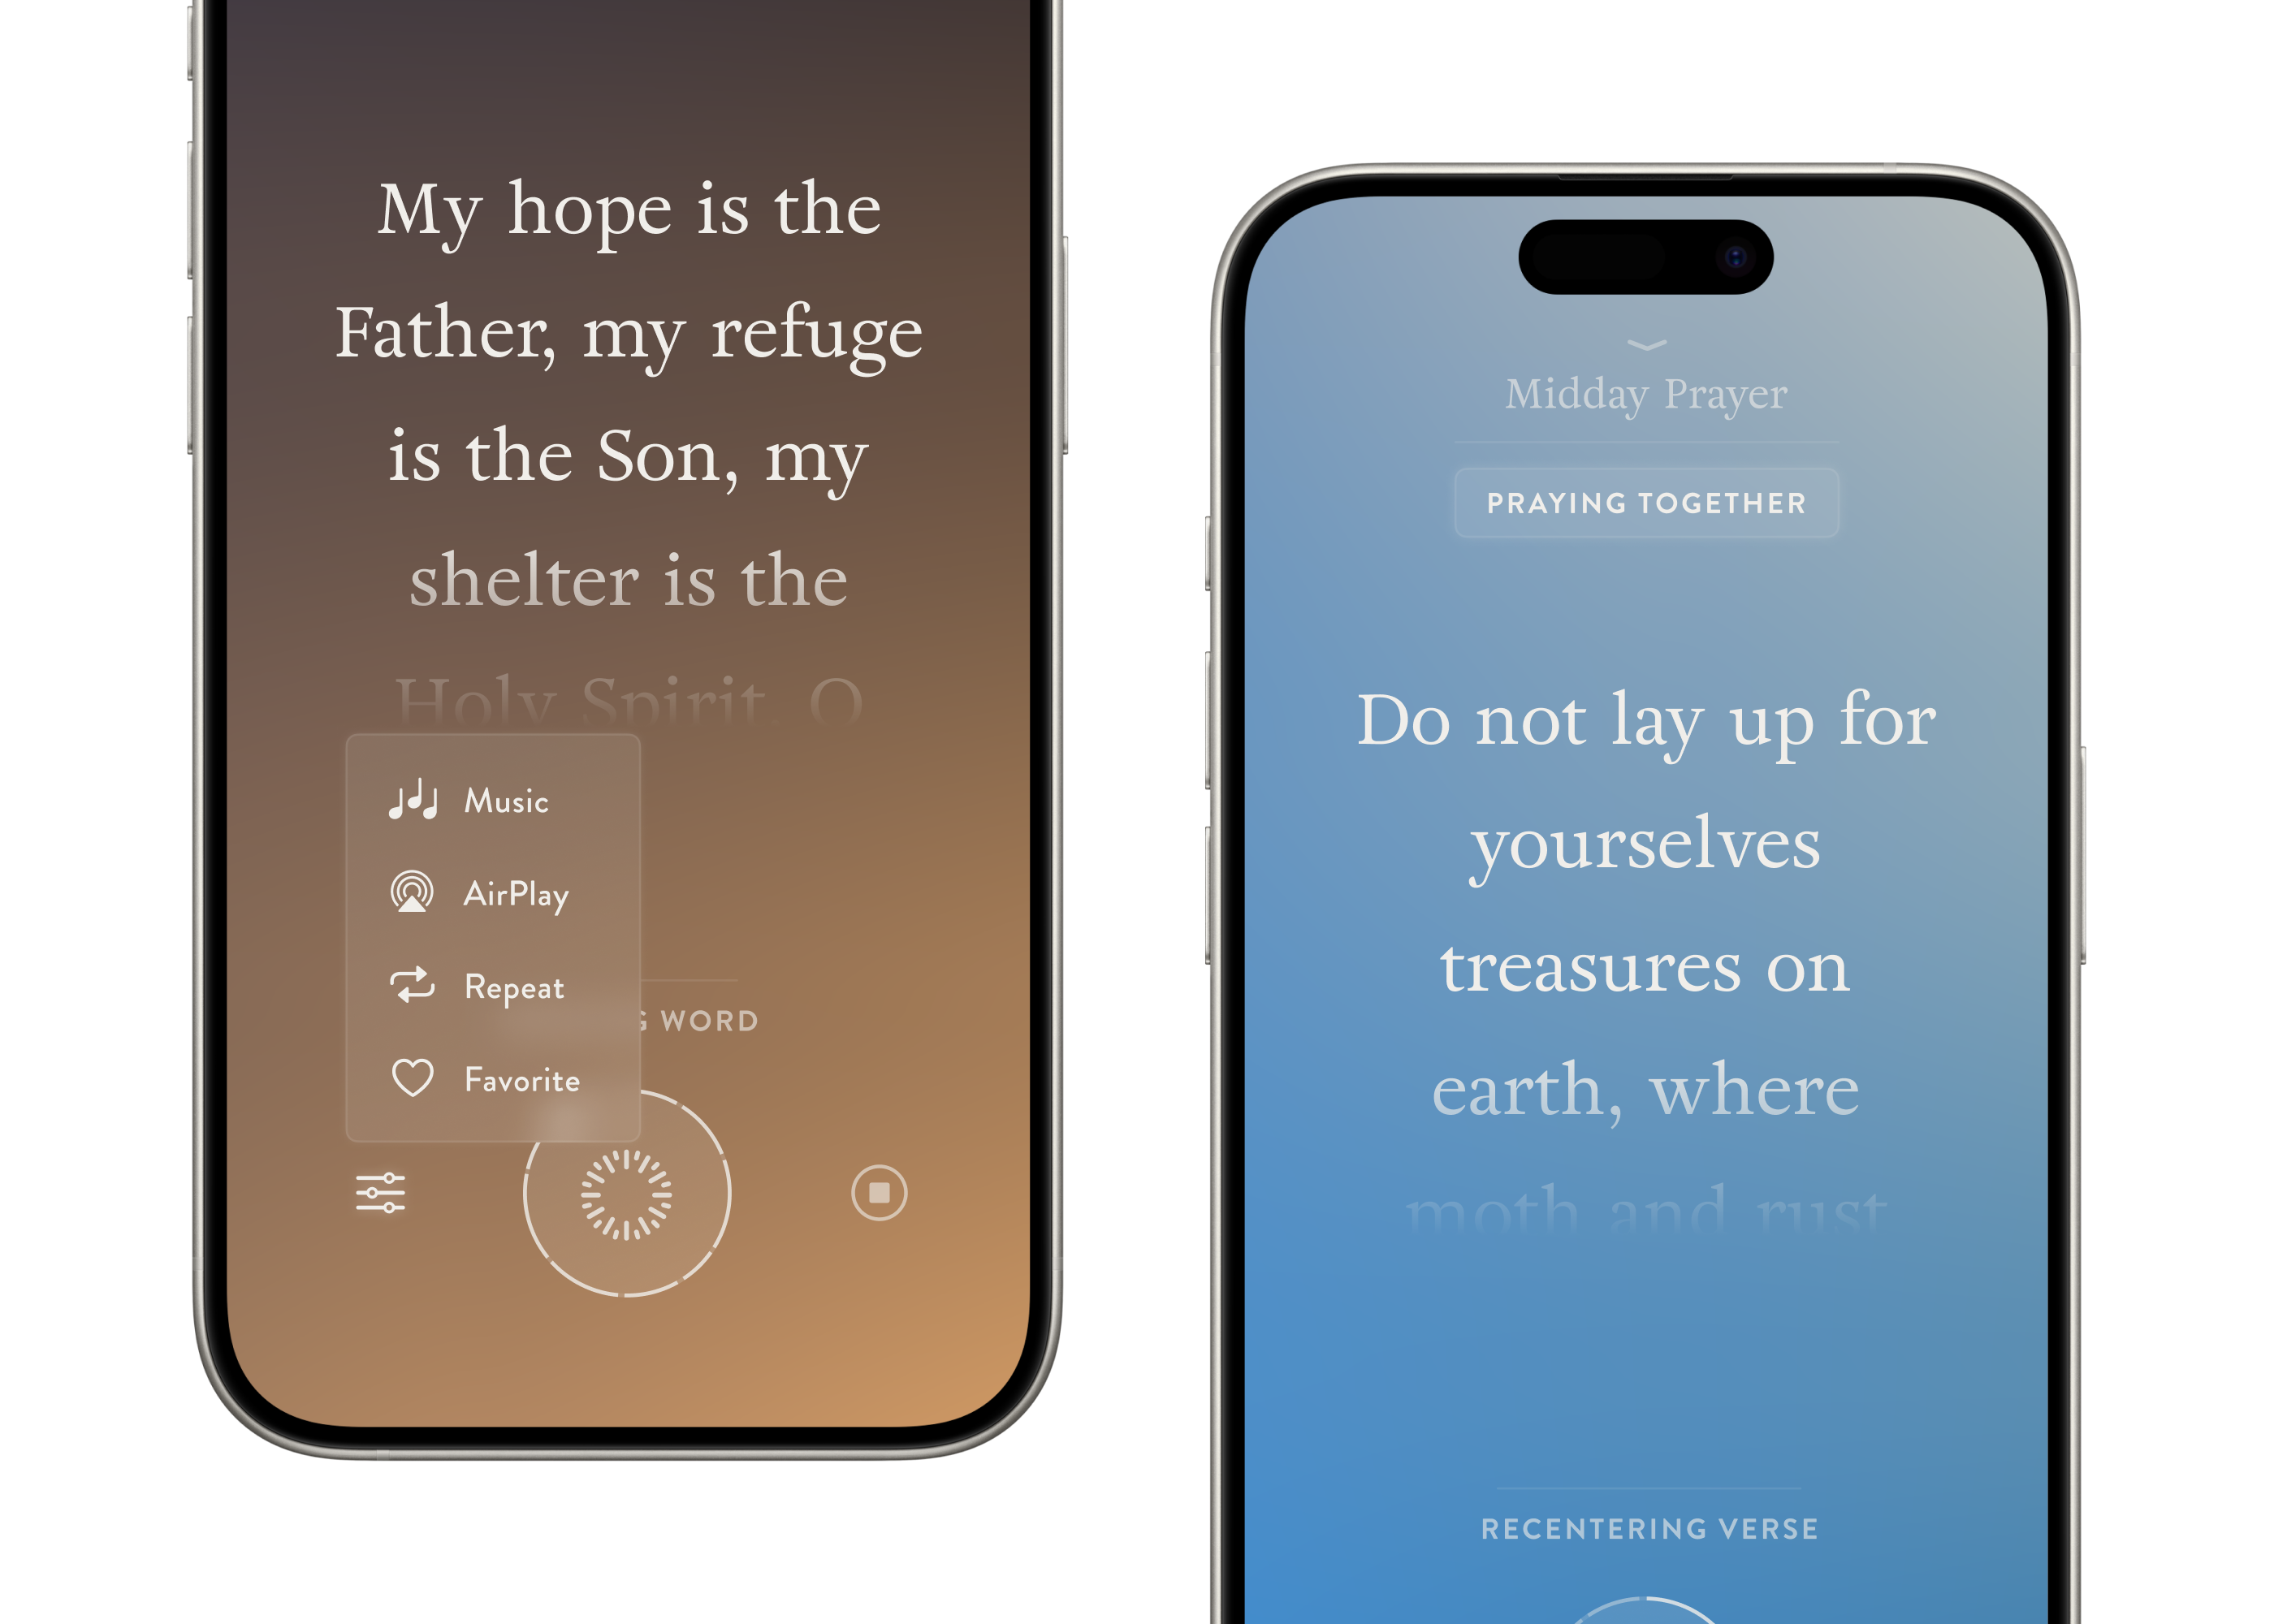 My hope is the
Father, my refuge
is the Son, my
shelter is the
Holy Spirit. O
Music
AirPlay
Repeat
Favorite
WORD
Midday Prayer
PRAYING TOGETHER
Do not lay up for
yourselves
treasures on
earth, where
moth and rust
RECENTERING VERSE